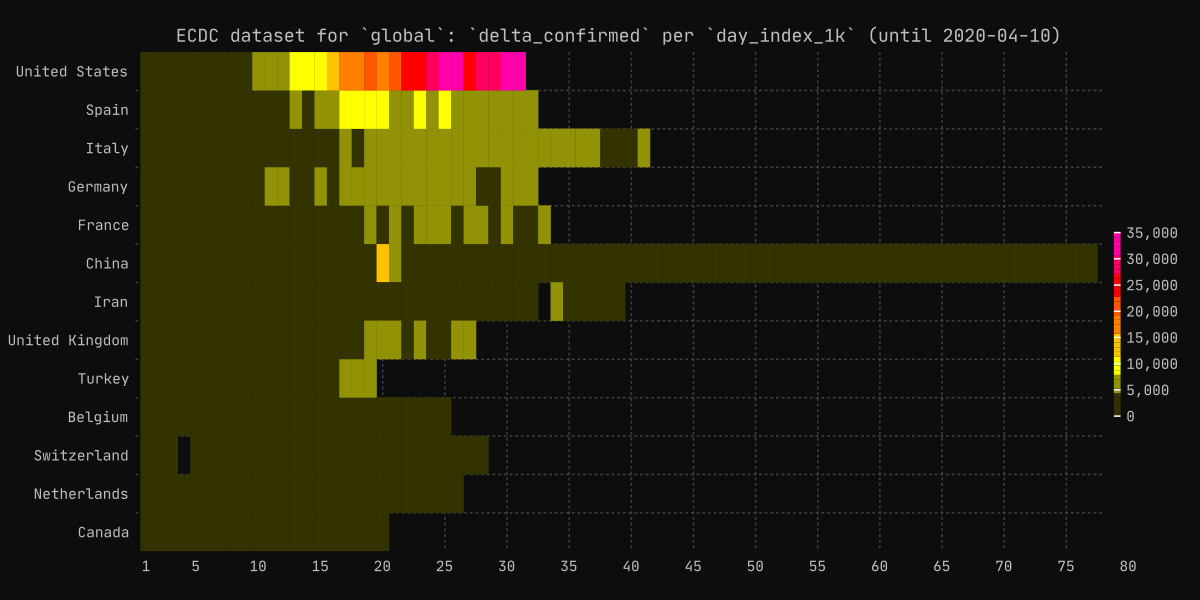 ECDC dataset for `global`: `delta_confirmed` per `day_index_1k` (until 2020-04-10)
United States
Spain
Italy
Germany
France
China
Iran
United Kingdom
Turkey
Belgium
Switzerland
Netherlands
Canada
35,000
30,000
25,000
20,000
15,000
10,000
5,000
0
1 5 10 15 20 25 30 35 40 45 50 55 60 65 70 75 80